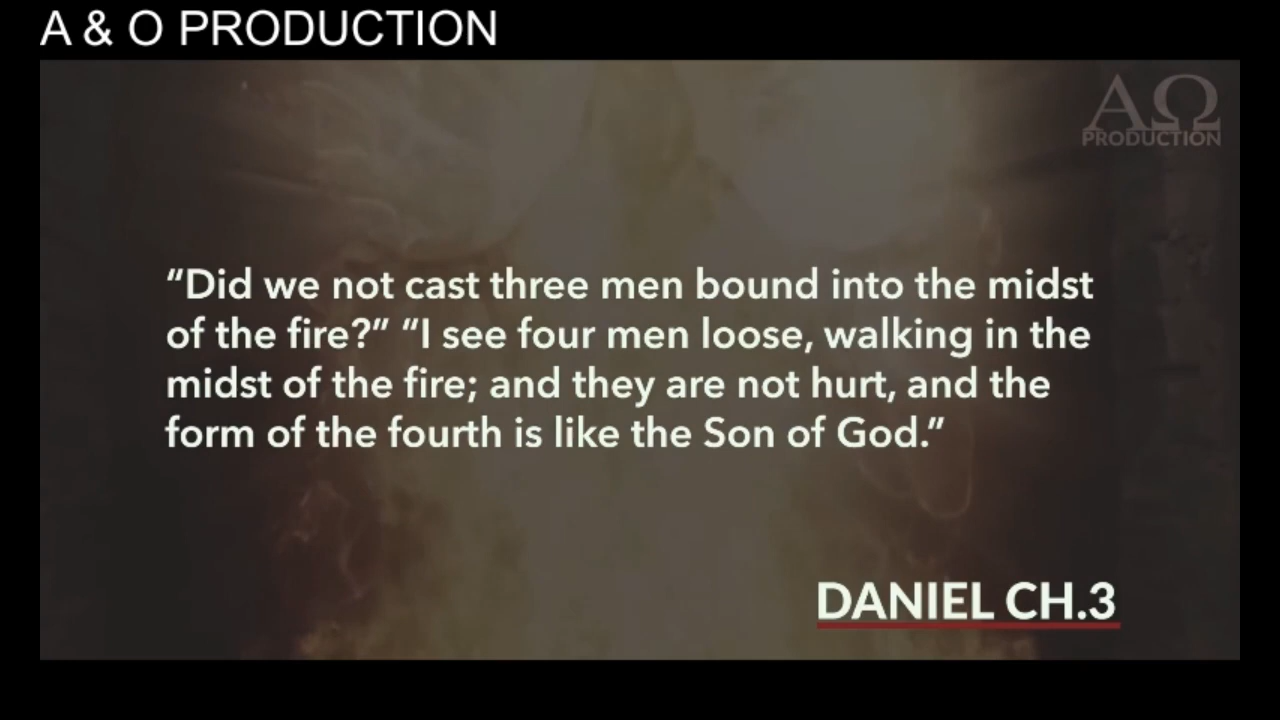 A & O PRODUCTION
ΑΩ
PRODUCTION
“Did we not cast three men bound into the midst
of the fire?” “I see four men loose, walking in the
midst of the fire; and they are not hurt, and the
form of the fourth is like the Son of God.”
DANIEL CH.3